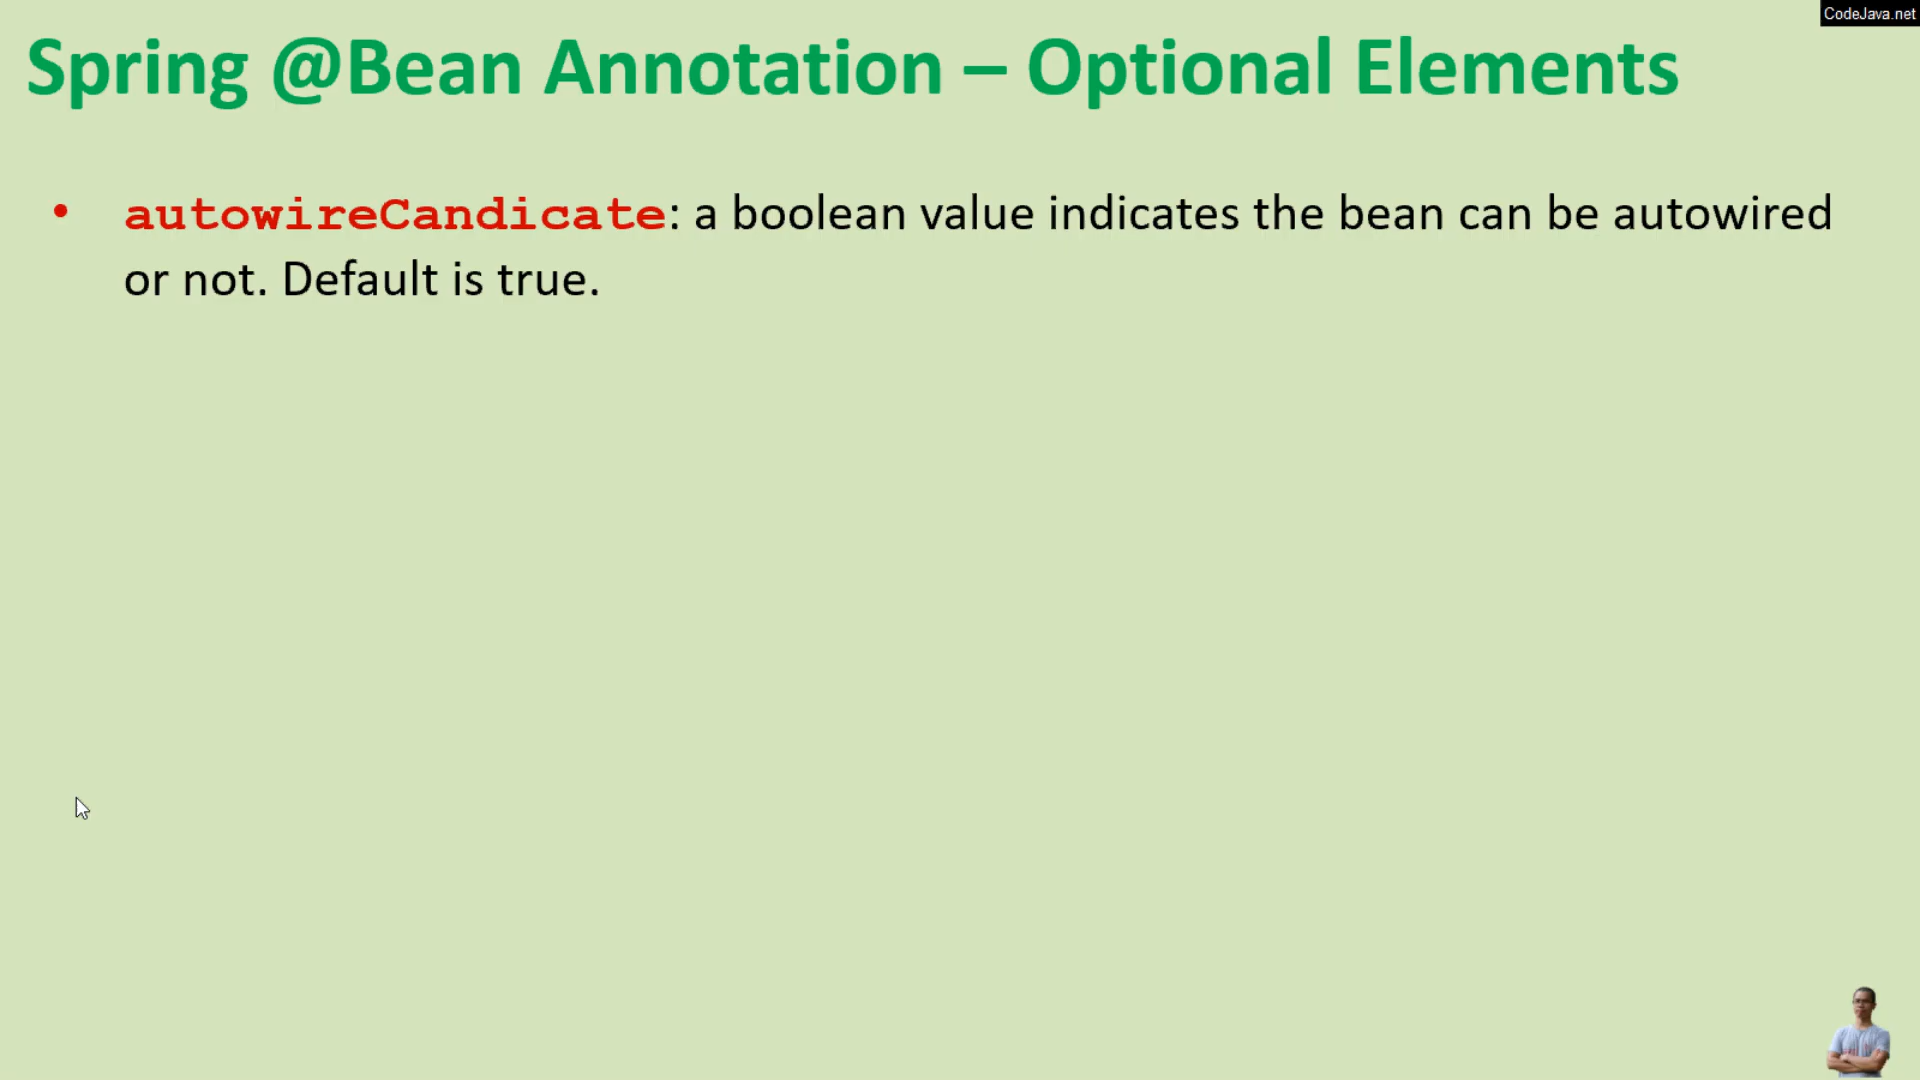 CodeJava.net
Spring @Bean Annotation – Optional Elements
• autowireCandicate: a boolean value indicates the bean can be autowired
or not. Default is true.